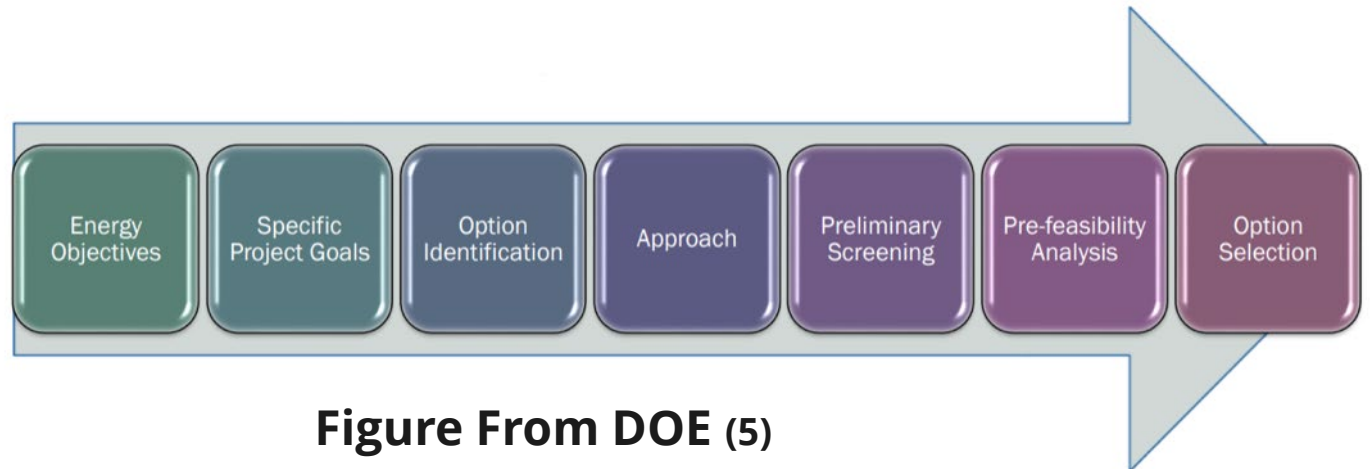 Energy
Objectives
Specific
Project Goals
Option
Identification
Approach
Preliminary
Screening
Pre-feasibility
Analysis
Option
Selection
Figure From DOE (5)